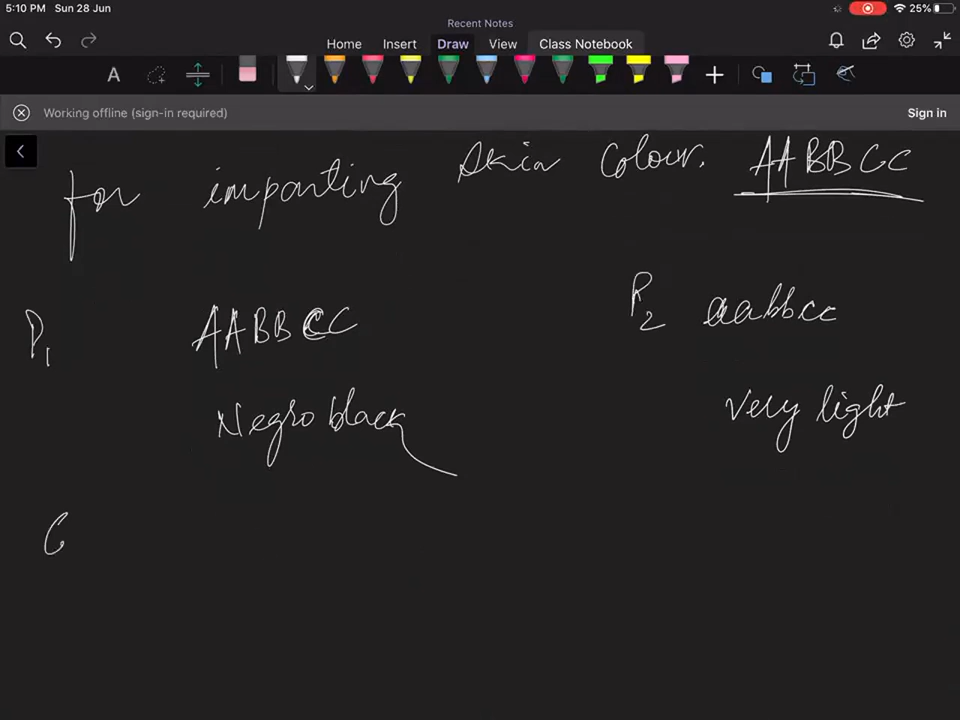 5:10 PM Sun 28 Jun 25%
Recent Notes
Home Insert Draw View Class Notebook
Working offline (sign-in required) Sign in
for imparting skin colour. AABBCC
P1 AABBCC P2 aabbcc
Negro black very light
G